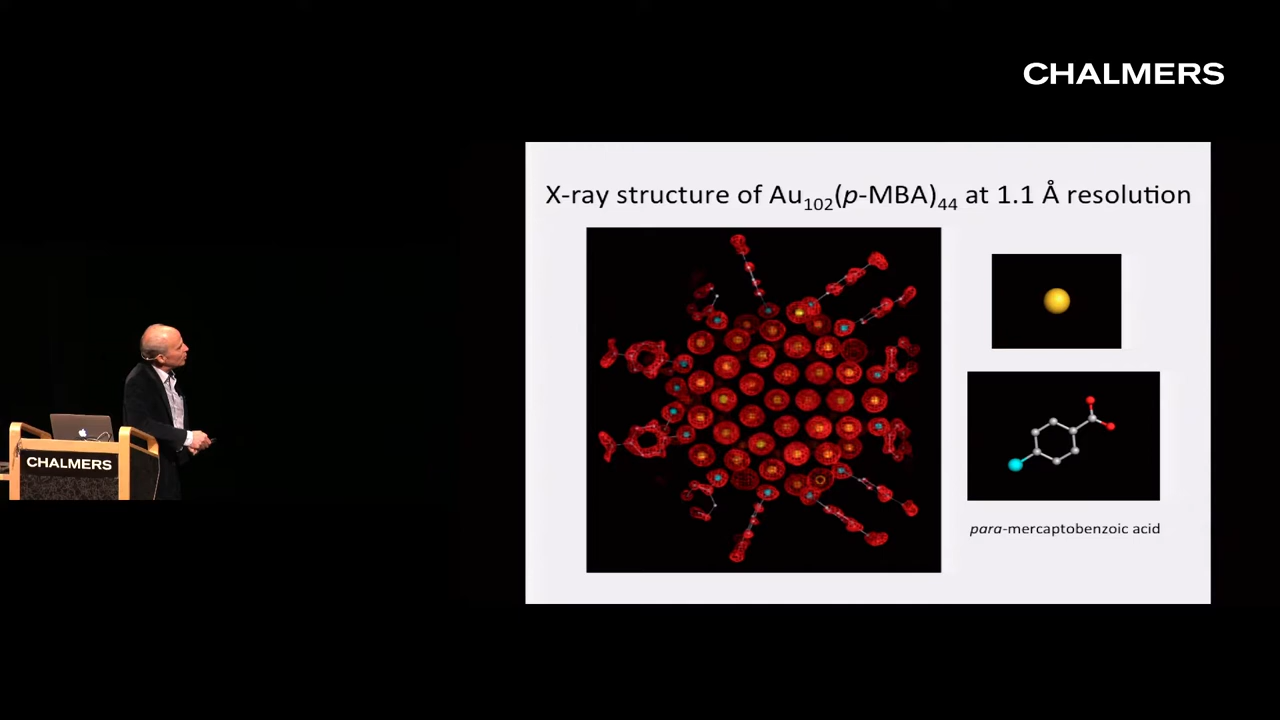 CHALMERS
X-ray structure of Au102(p-MBA)44 at 1.1 Å resolution
para-mercaptobenzoic acid
CHALMERS